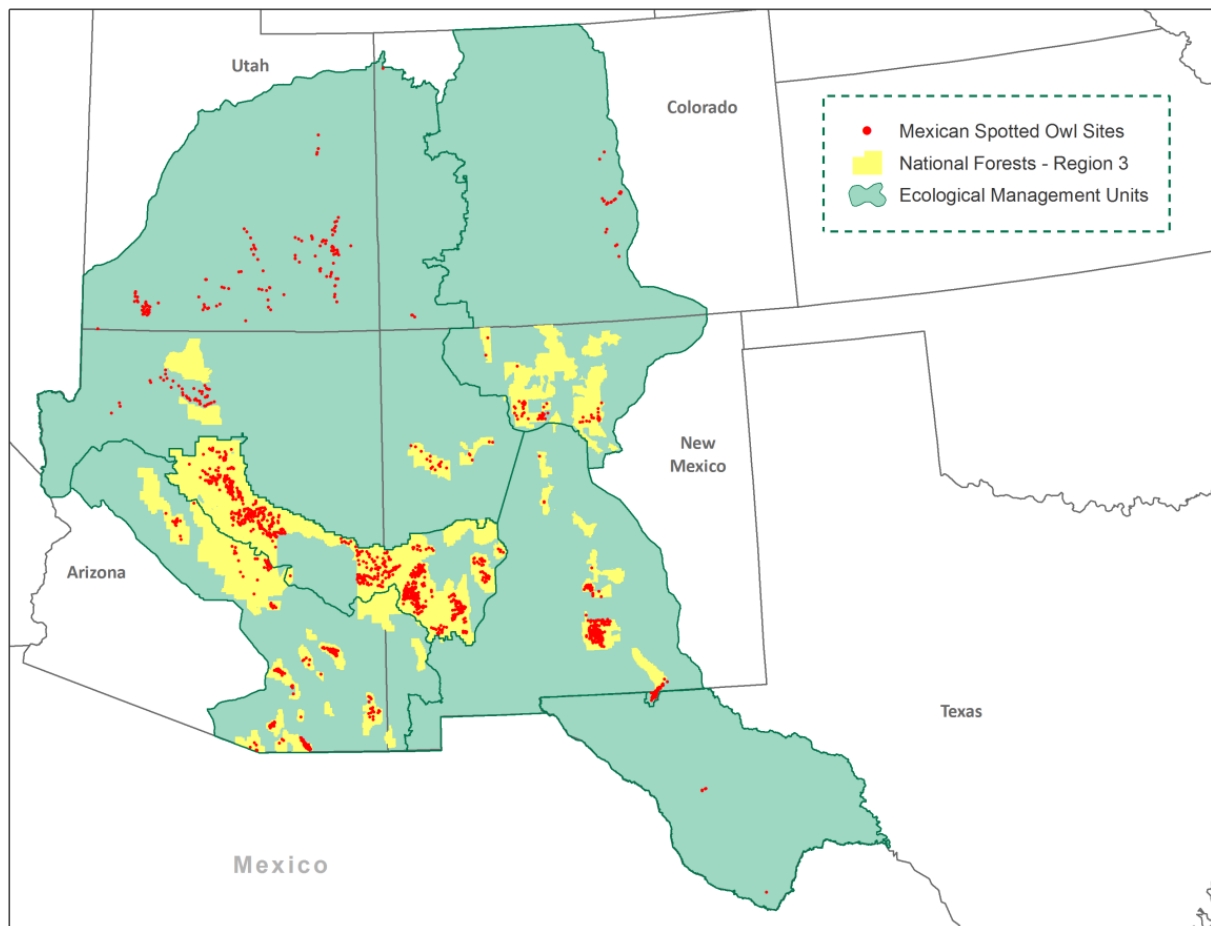 Utah
Colorado
Mexican Spotted Owl Sites
National Forests - Region 3
Ecological Management Units
New
Mexico
Arizona
Texas
Mexico